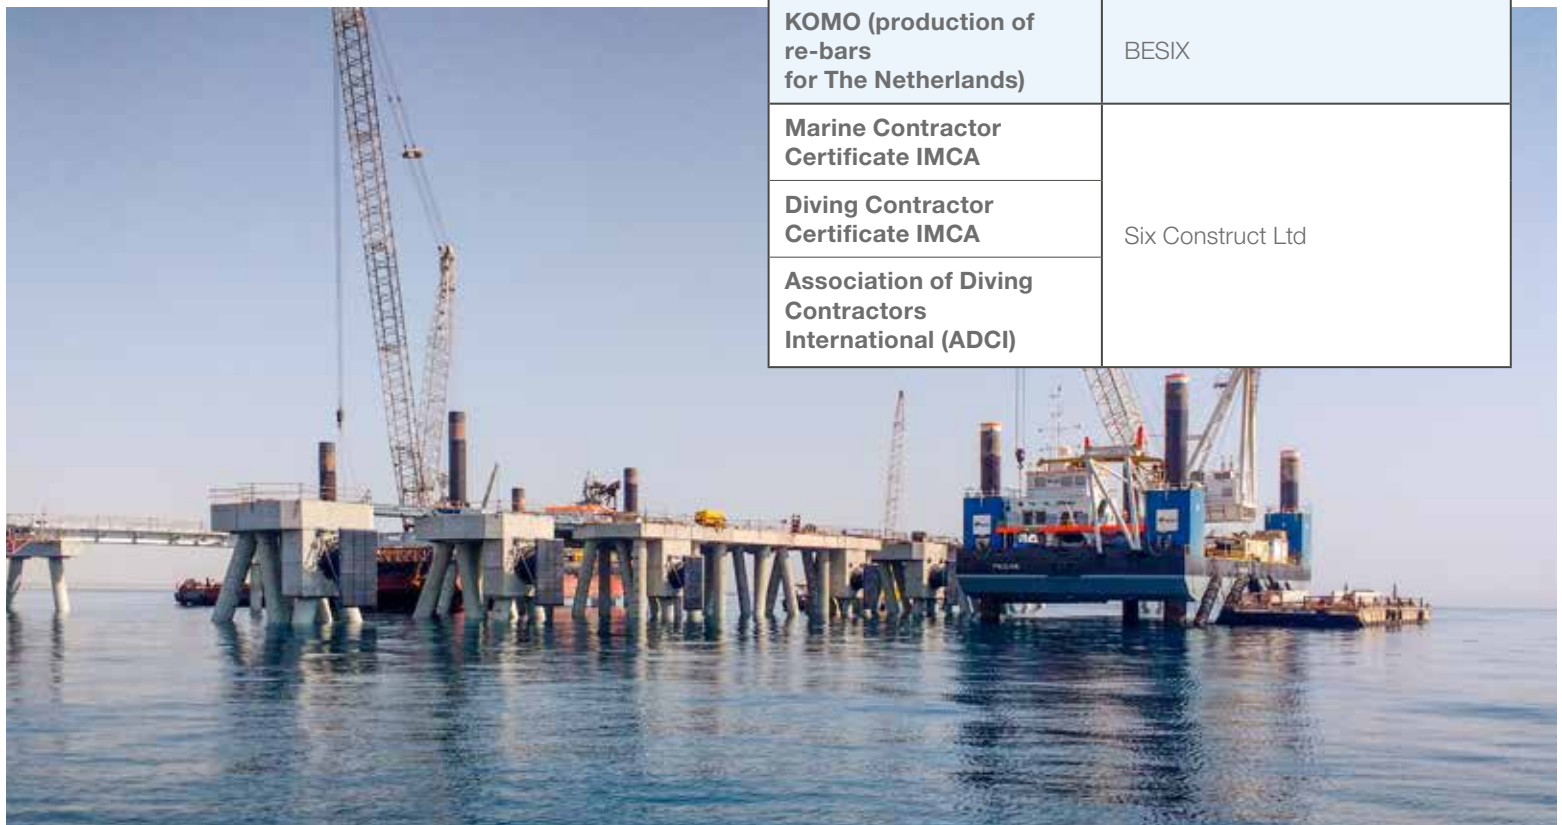 KOMO (production of
re-bars
for The Netherlands)
BESIX
Marine Contractor
Certificate IMCA
Diving Contractor
Certificate IMCA
Association of Diving
Contractors
International (ADCI)
Six Construct Ltd